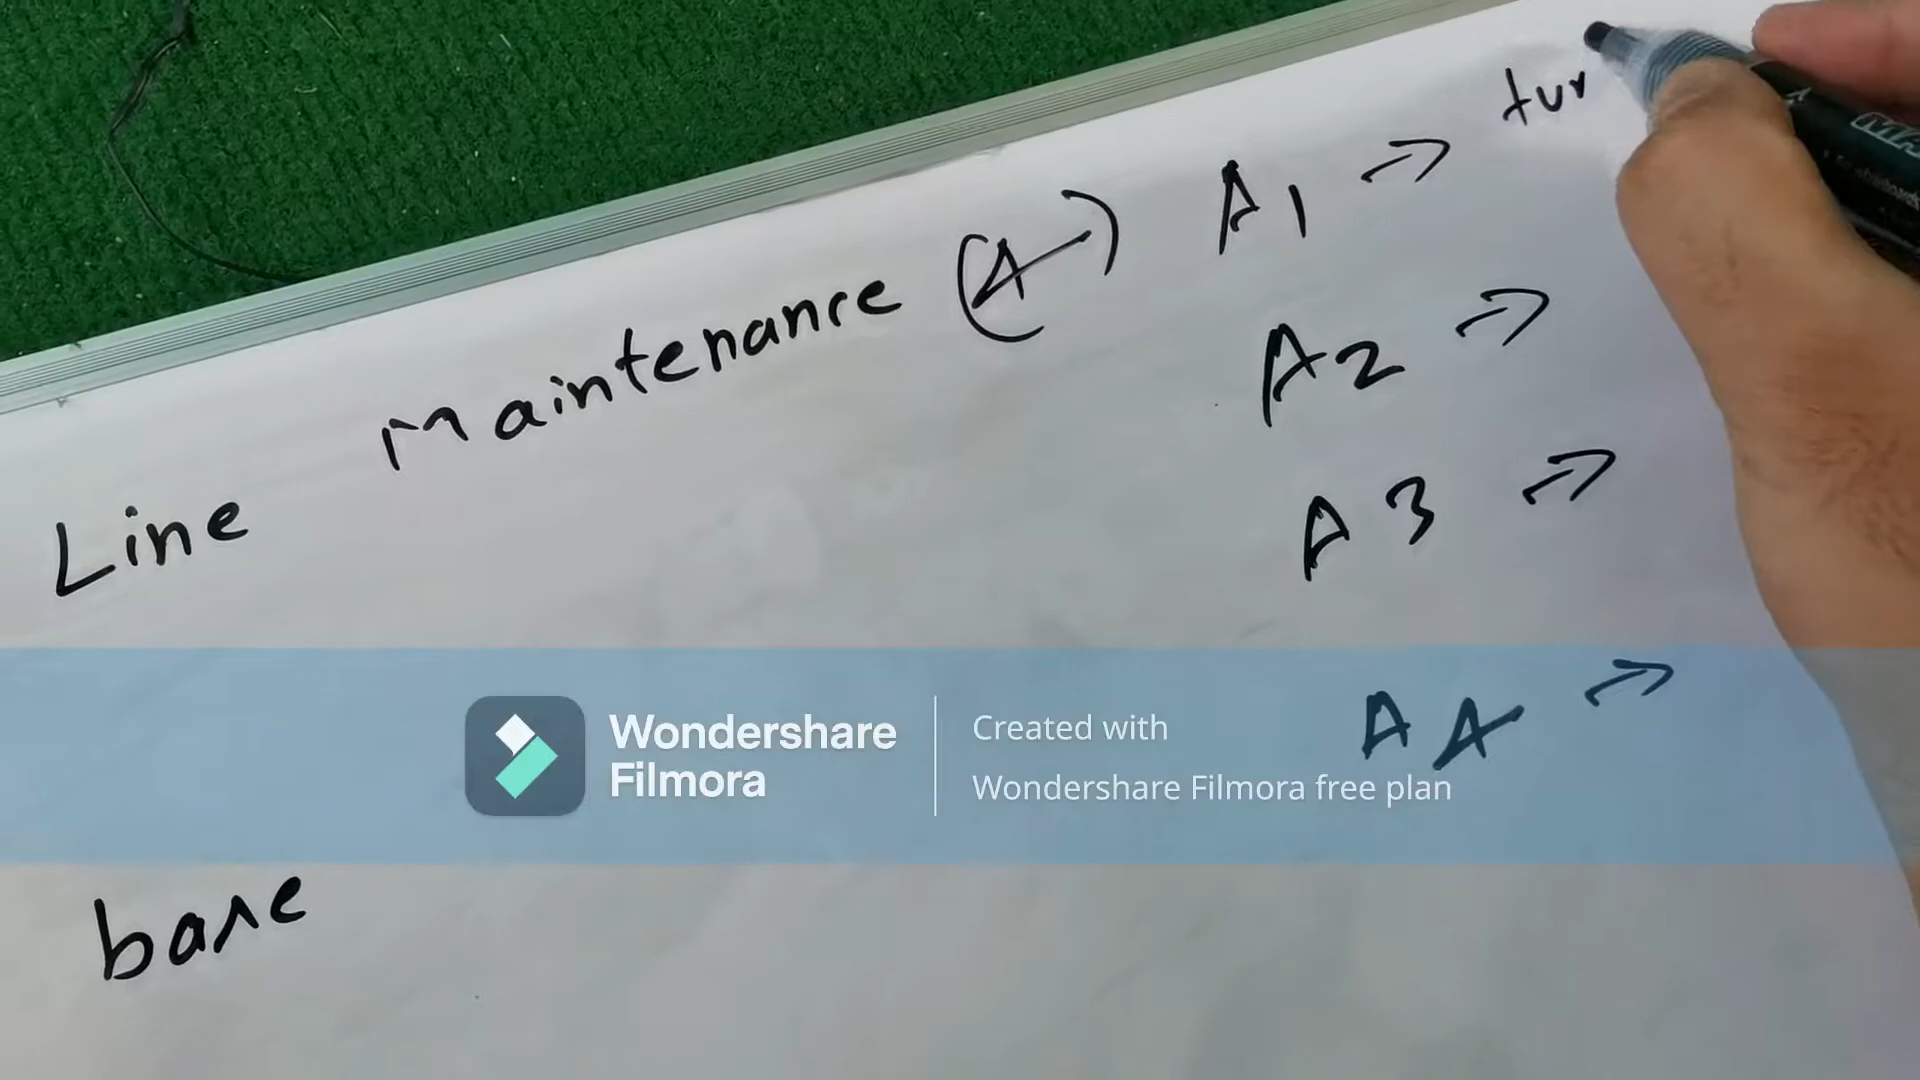 Line Maintenance (A) A1 → tur
A2 →
A3 →
A4 →
Wondershare
Filmora
Created with
Wondershare Filmora free plan
base